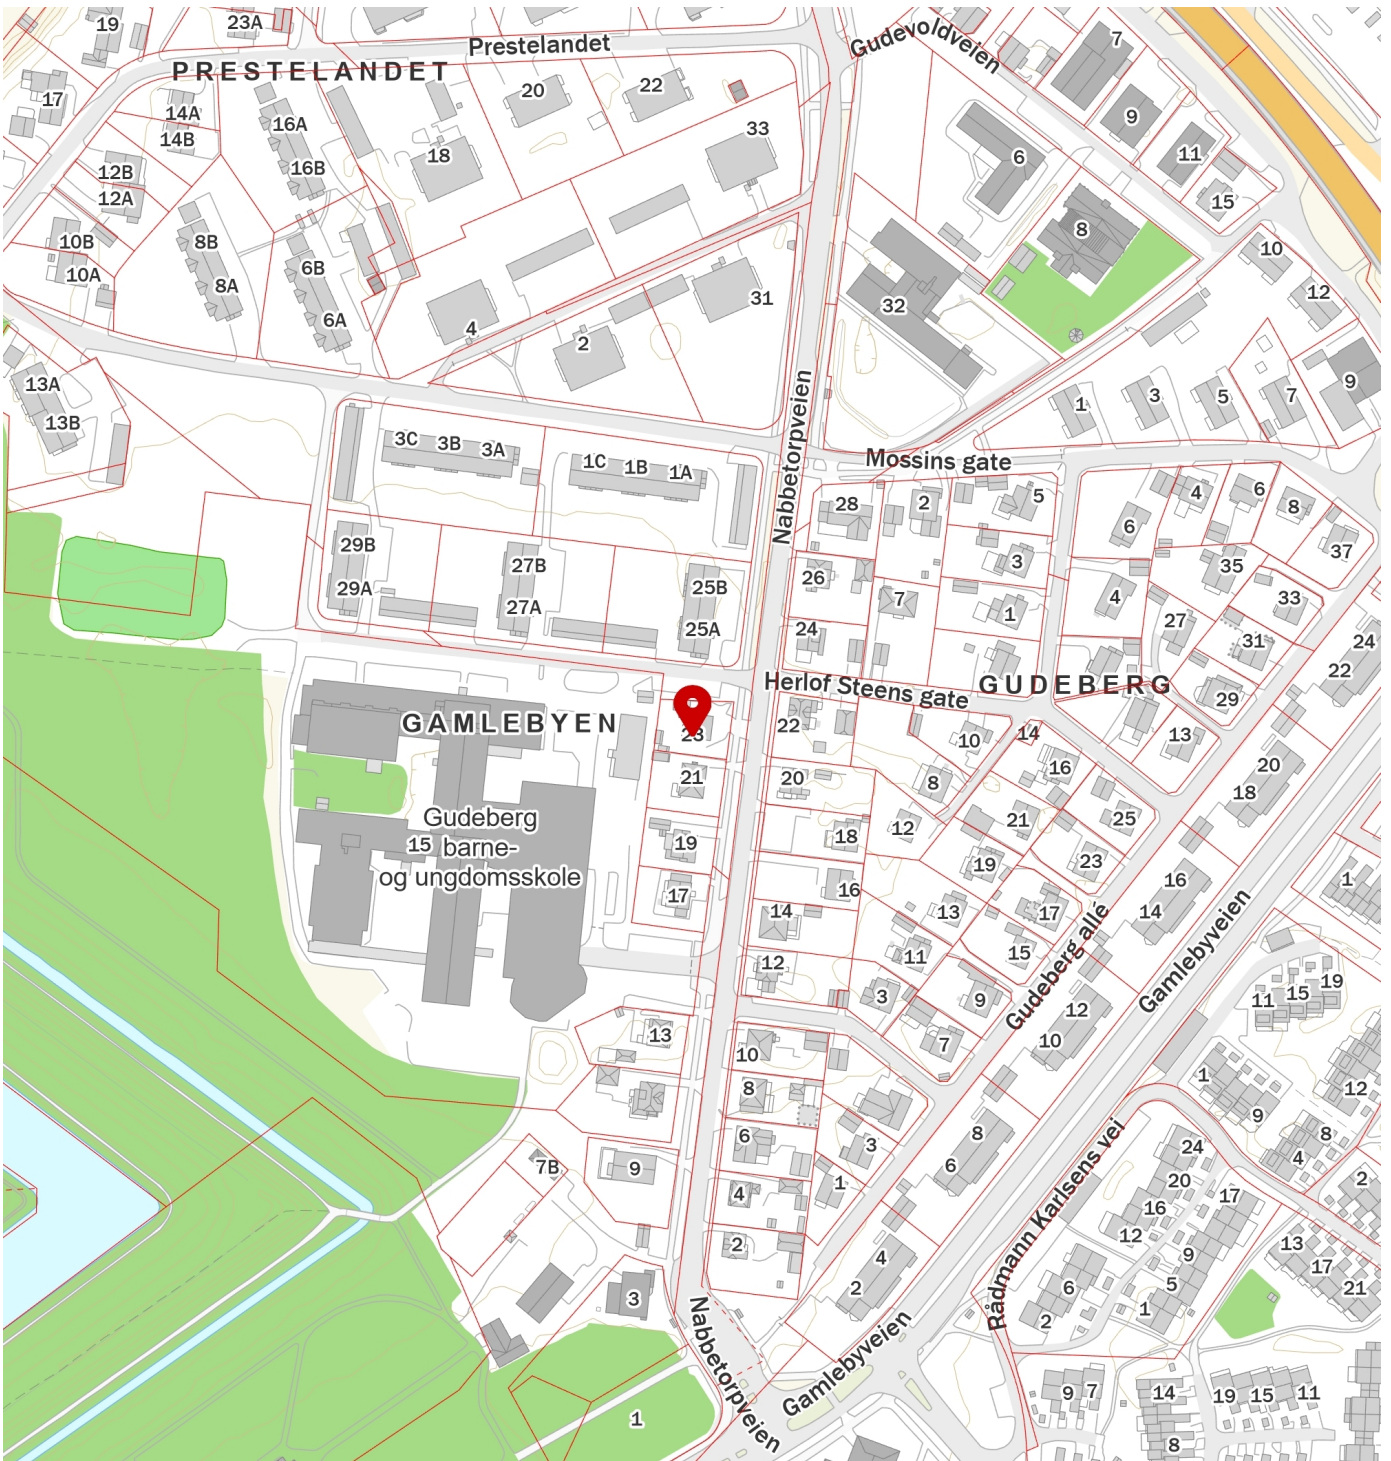 19
23A
Prestelandet
Gudevoldveien
7
PRESTELANDET
17
14A
14B
16A
16B
20
22
33
18
9
11
6
15
12B
12A
8
10B
10A
8B
8A
6B
6A
10
12
32
31
4
2
13A
13B
3C
3B
3A
1C
1B
1A
Nabbetorpveien
1
3
5
7
9
Mossins gate
28
2
5
6
4
6
8
37
29B
29A
27B
27A
25B
25A
26
7
3
1
24
4
35
33
27
31
24
22
29
Herlof Steens gate
GUDEBERG
GAMLEBYEN
23
22
10
14
16
13
20
18
21
20
8
12
21
25
Gudeberg
barne-
og ungdomsskole
15
19
18
19
23
17
16
14
13
17
16
14
1
12
11
15
Gudeberg allé
Gamlebyveien
3
9
7
12
10
11
15
19
13
10
8
1
9
12
8
4
6
3
8
6
Rådmann Karlsens vei
24
20
16
12
17
2
7B
9
4
1
2
4
2
9
5
1
6
2
13
17
21
3
Nabbetorpveien
Gamlebyveien
1
9
7
14
8
19
15
11